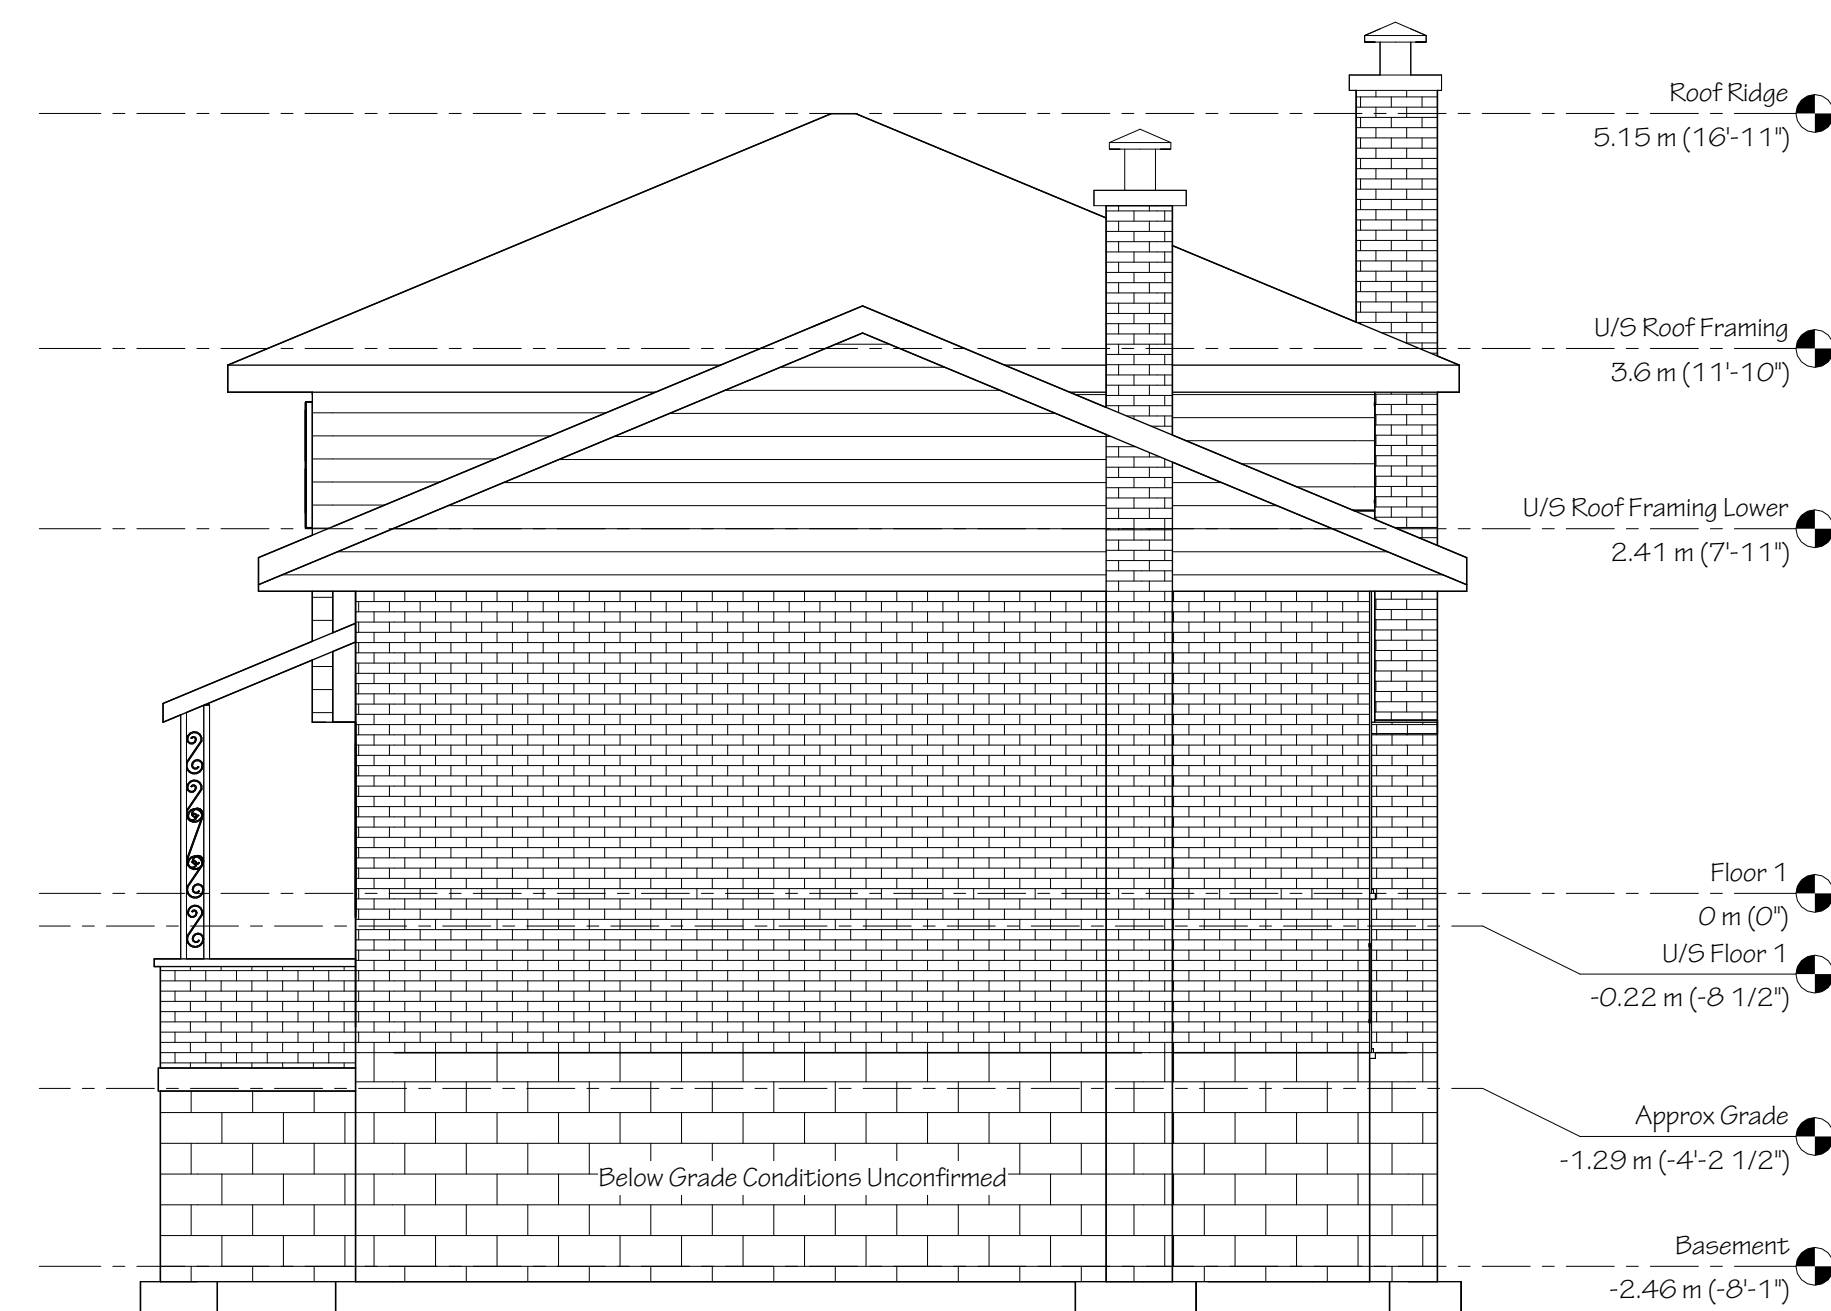 Roof Ridge
5.15 m (16'-11")
U/S Roof Framing
3.6 m (11'-10")
U/S Roof Framing Lower
2.41 m (7'-11")
Floor 1
0 m (0")
U/S Floor 1
-0.22 m (-8 1/2")
Approx Grade
-1.29 m (-4'-2 1/2")
Below Grade Conditions Unconfirmed
Basement
-2.46 m (-8'-1")